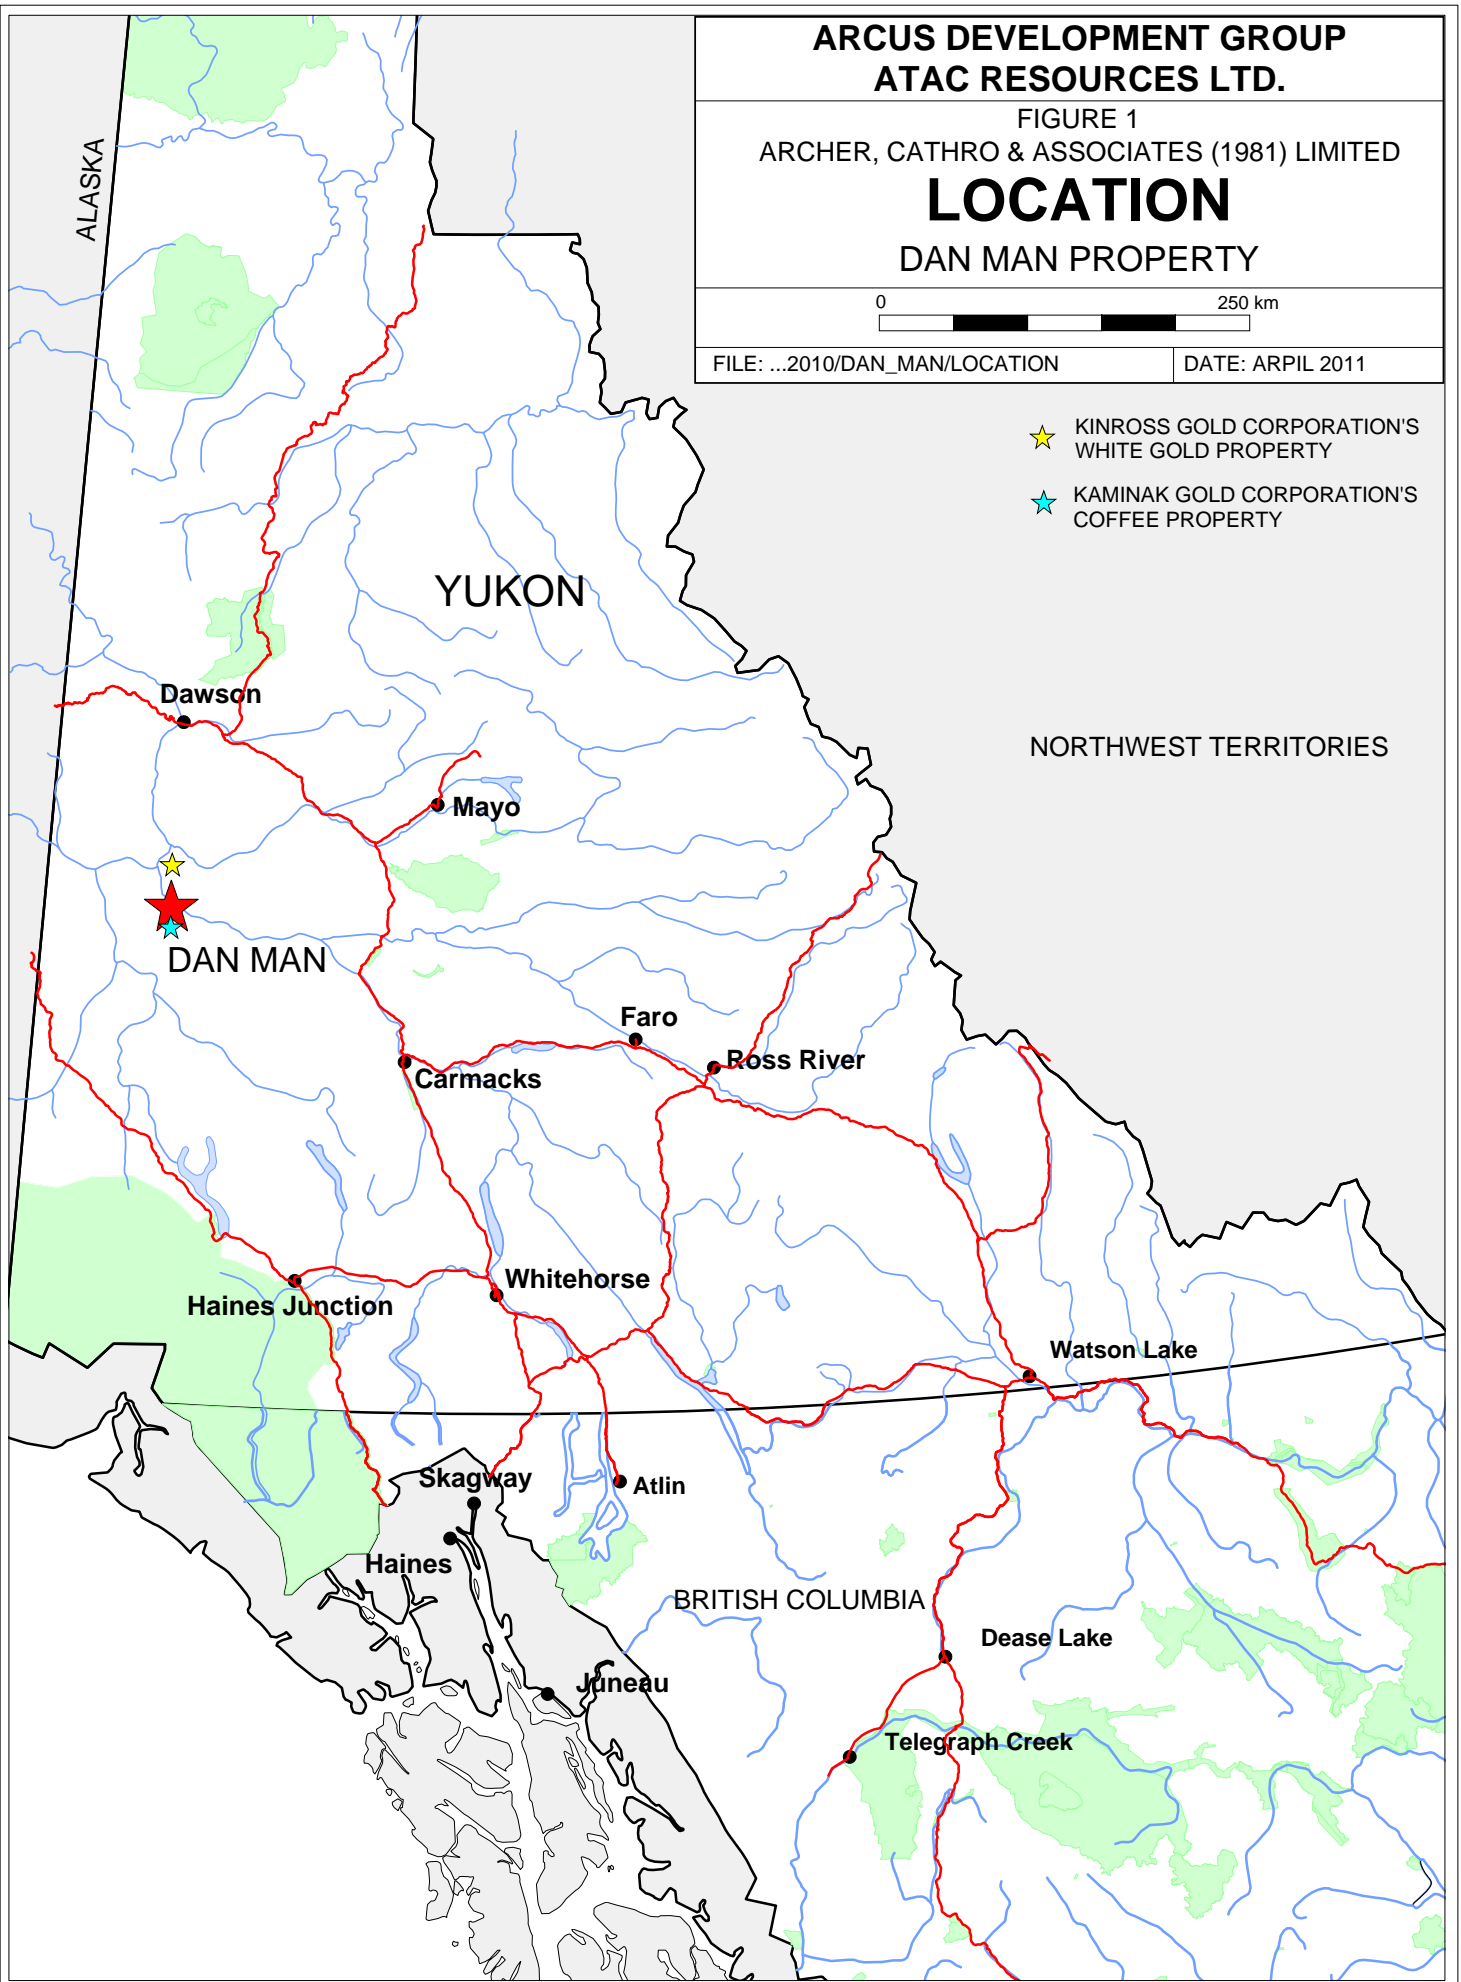 ARCUS DEVELOPMENT GROUP
ATAC RESOURCES LTD.
FIGURE 1
ARCHER, CATHRO & ASSOCIATES (1981) LIMITED
LOCATION
DAN MAN PROPERTY
0 250 km
FILE: ...2010/DAN_MAN/LOCATION DATE: ARPIL 2011
KINROSS GOLD CORPORATION'S
WHITE GOLD PROPERTY
KAMINAK GOLD CORPORATION'S
COFFEE PROPERTY
ALASKA
YUKON
Dawson
NORTHWEST TERRITORIES
Mayo
DAN MAN
Faro
Ross River
Carmacks
Whitehorse
Haines Junction
Watson Lake
Skagway
Atlin
Haines
BRITISH COLUMBIA
Dease Lake
Juneau
Telegraph Creek